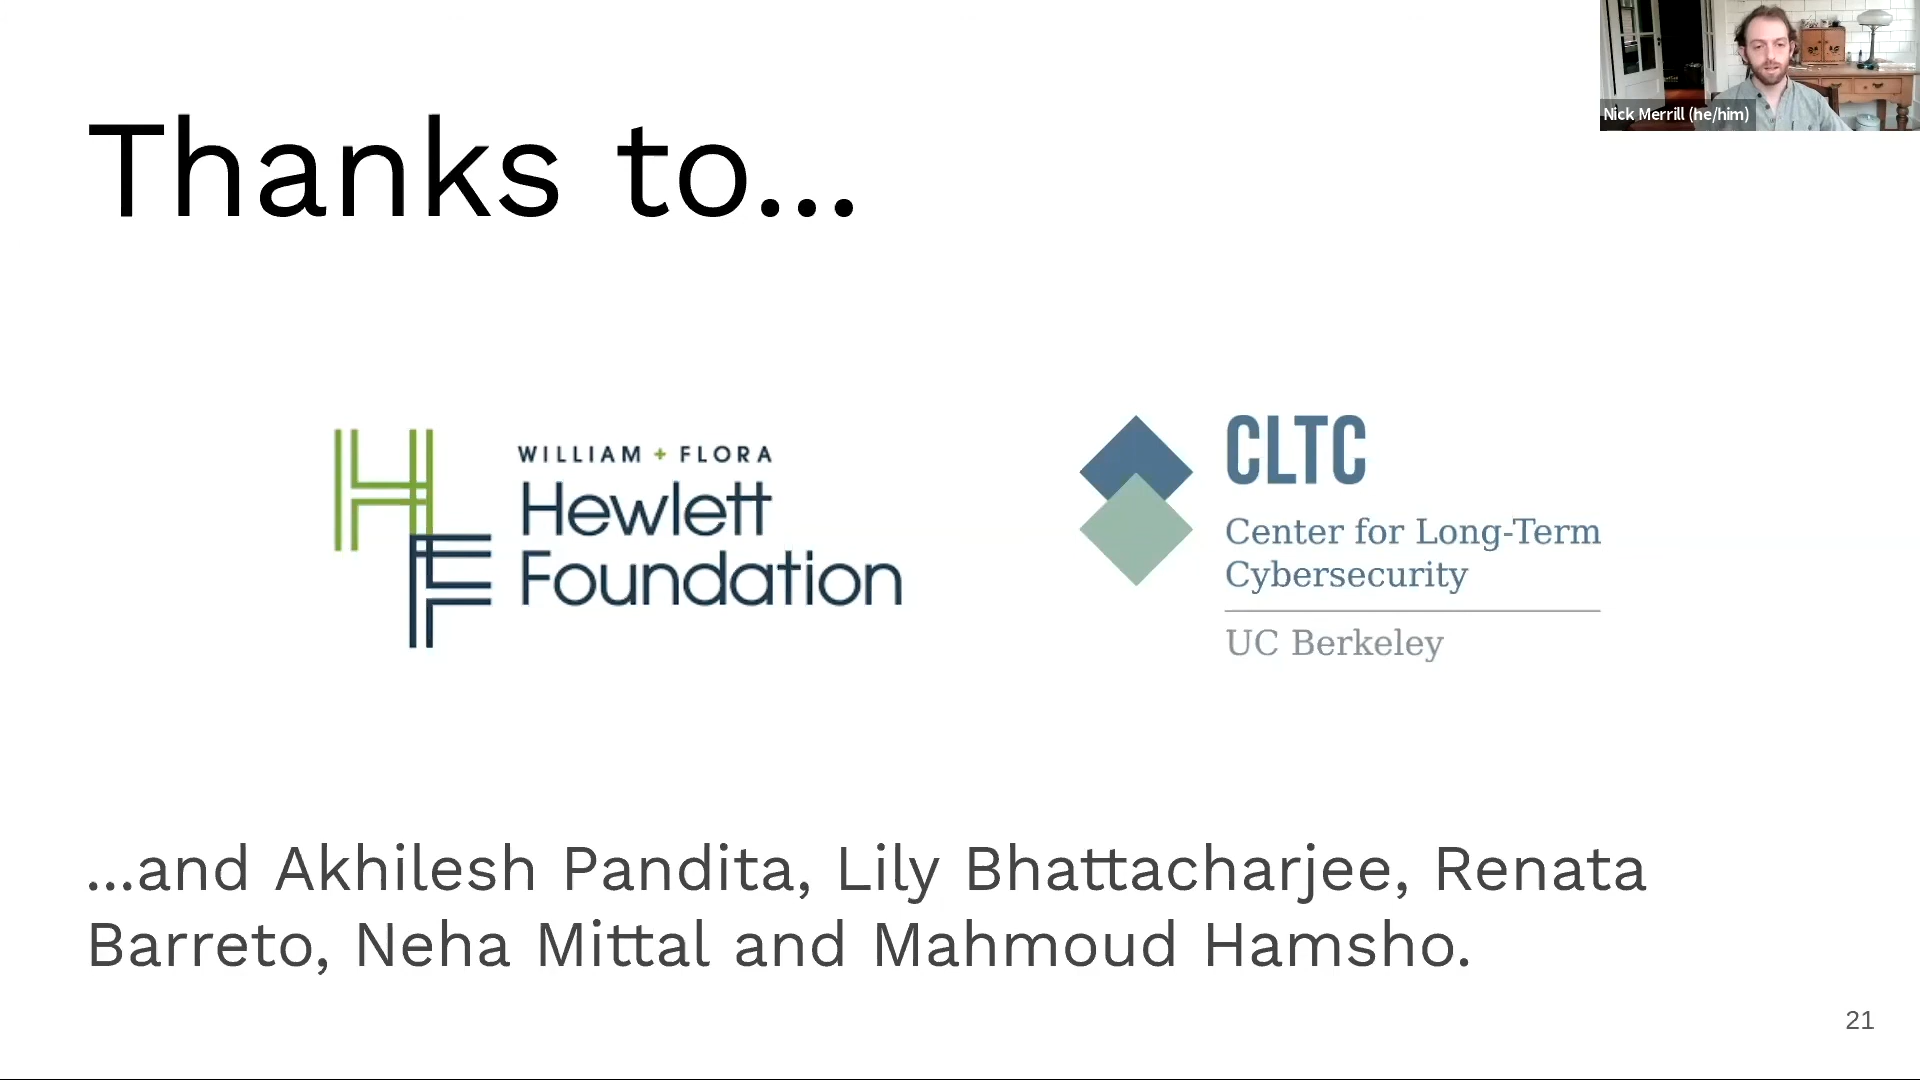 Nick Merrill (he/him)
Thanks to...
WILLIAM + FLORA
Hewlett
Foundation
CLTC
Center for Long-Term
Cybersecurity
UC Berkeley
...and Akhilesh Pandita, Lily Bhattacharjee, Renata
Barreto, Neha Mittal and Mahmoud Hamsho.
21